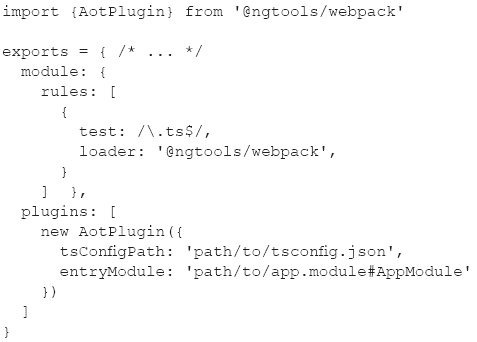 import {AotPlugin} from '@ngtools/webpack'

exports = { /* ... */
  module: {
    rules: [
      {
        test: /\.ts$/,
        loader: '@ngtools/webpack',
      }
    ]  },
  plugins: [
    new AotPlugin({
      tsConfigPath: 'path/to/tsconfig.json',
      entryModule: 'path/to/app.module#AppModule'
    })
  ]
}